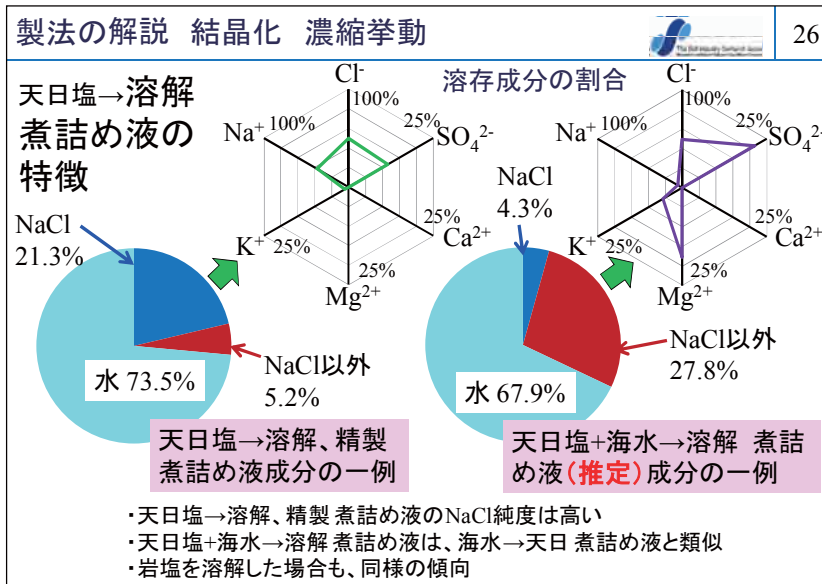 製法の解説 結晶化 濃縮挙動
26
天日塩→溶解
煮詰め液の
特徴
溶存成分の割合
Cl⁻
100%
Na⁺ 100%
25%
SO₄²⁻
25%
Ca²⁺
25%
Mg²⁺
25%
K⁺
NaCl
21.3%
水 73.5%
NaCl以外
5.2%
天日塩→溶解、精製
煮詰め液成分の一例
Cl⁻
100%
Na⁺ 100%
25%
SO₄²⁻
25%
Ca²⁺
25%
Mg²⁺
25%
K⁺
NaCl
4.3%
水 67.9%
NaCl以外
27.8%
天日塩+海水→溶解 煮詰
め液(推定)成分の一例
・天日塩→溶解、精製 煮詰め液のNaCl純度は高い
・天日塩+海水→溶解 煮詰め液は、海水→天日 煮詰め液と類似
・岩塩を溶解した場合も、同様の傾向